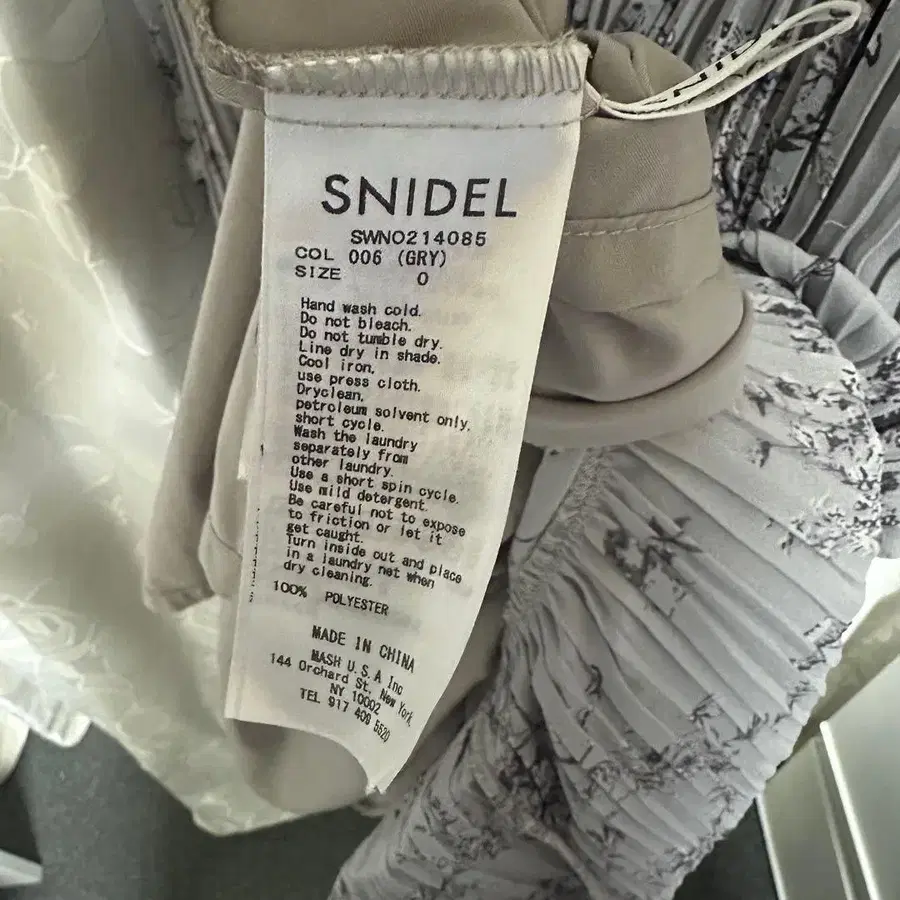 SNIDEL
SWNO214085
COL 006 (GRY)
SIZE 0
Hand wash cold.
Do not bleach.
Do not tumble dry.
Line dry in shade.
Cool iron,
use press cloth.
Dryclean,
petroleum solvent only,
short cycle.
Wash the laundry
separately from
other laundry.
Use a short spin cycle.
Use mild detergent.
Be careful not to expose
to friction or let it
get caught.
Turn inside out and place
in a laundry net when
dry cleaning.
100% POLYESTER
MADE IN CHINA
MASH U.S.A Inc
144 Orchard St. New York,
NY 10002
TEL 917 409 5520